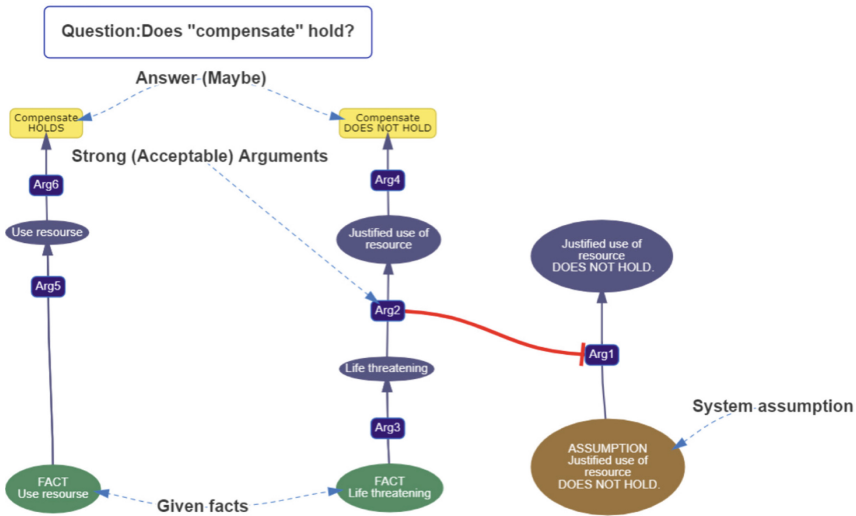 Question:Does "compensate" hold?
Answer (Maybe)
Compensate
HOLDS
Compensate
DOES NOT HOLD
Strong (Acceptable) Arguments
Arg6
Arg4
Use resourse
Justified use of
resource
Justified use of
resource
DOES NOT HOLD.
Arg5
Arg2
Arg1
Life threatening
Arg3
System assumption
ASSUMPTION
Justified use of
resource
DOES NOT HOLD.
FACT
Use resourse
FACT
Life threatening
Given facts